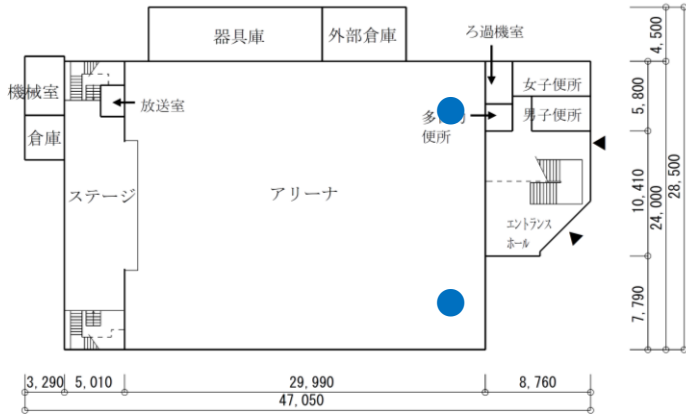 器具庫
外部倉庫
ろ過機室
機械室
放送室
女子便所
男子便所
便所
倉庫
ステージ
アリーナ
エントランス
ホール
4,500
5,800
10,410
24,000
28,500
7,790
3,290
5,010
29,990
8,760
47,050